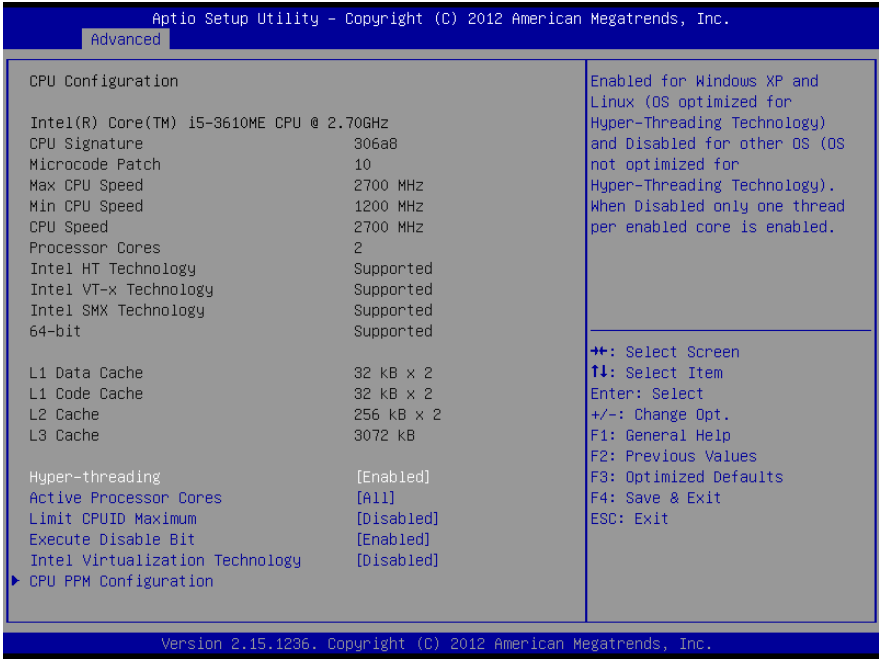 Aptio Setup Utility – Copyright (C) 2012 American Megatrends, Inc.
Advanced
CPU Configuration
Intel(R) Core(TM) i5-3610ME CPU @ 2.70GHz
CPU Signature 306a8
Microcode Patch 10
Max CPU Speed 2700 MHz
Min CPU Speed 1200 MHz
CPU Speed 2700 MHz
Processor Cores 2
Intel HT Technology Supported
Intel VT-x Technology Supported
Intel SMX Technology Supported
64-bit Supported
L1 Data Cache 32 kB x 2
L1 Code Cache 32 kB x 2
L2 Cache 256 kB x 2
L3 Cache 3072 kB
Hyper-threading [Enabled]
Active Processor Cores [All]
Limit CPUID Maximum [Disabled]
Execute Disable Bit [Enabled]
Intel Virtualization Technology [Disabled]
CPU PPM Configuration
Enabled for Windows XP and
Linux (OS optimized for
Hyper-Threading Technology)
and Disabled for other OS (OS
not optimized for
Hyper-Threading Technology).
When Disabled only one thread
per enabled core is enabled.
→←: Select Screen
↑↓: Select Item
Enter: Select
+/-: Change Opt.
F1: General Help
F2: Previous Values
F3: Optimized Defaults
F4: Save & Exit
ESC: Exit
Version 2.15.1236. Copyright (C) 2012 American Megatrends, Inc.